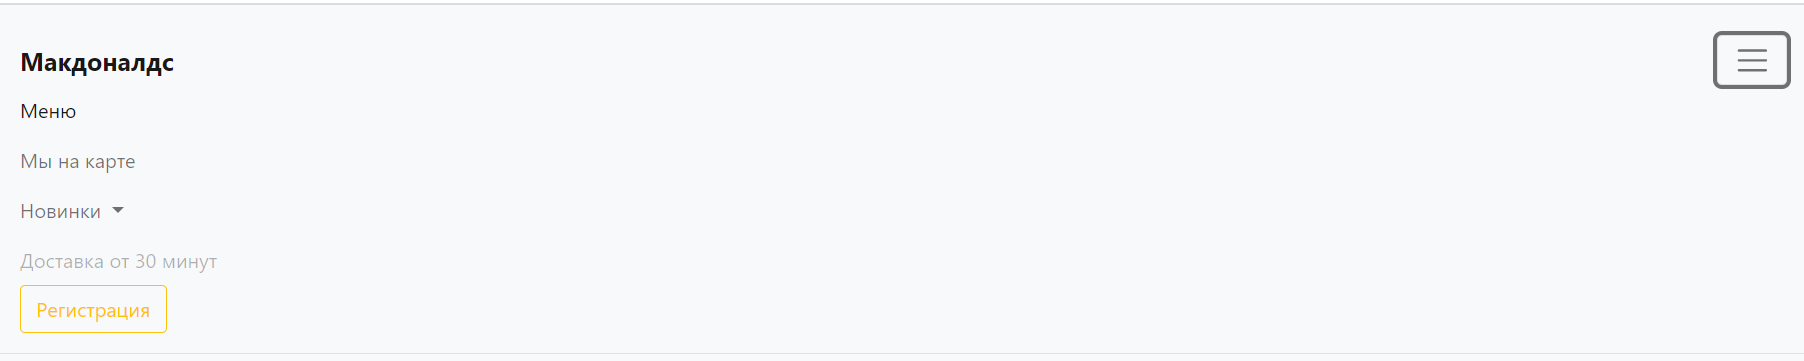 Макдоналдс
Меню
Мы на карте
Новинки
Доставка от 30 минут
Регистрация